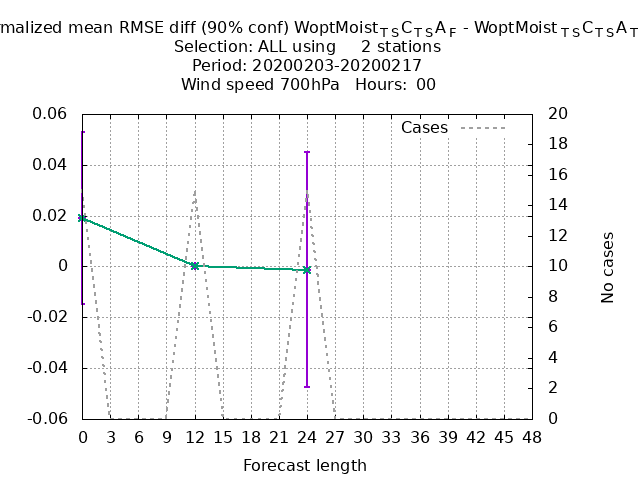 rmalized mean RMSE diff (90% conf) WoptMoistTSCTSAF - WoptMoistTSCTSAT
Selection: ALL using 2 stations
Period: 20200203-20200217
Wind speed 700hPa Hours: 00
Cases
0.06
0.04
0.02
0
-0.02
-0.04
-0.06
20
18
16
14
12
10
8
6
4
2
0
No cases
0 3 6 9 12 15 18 21 24 27 30 33 36 39 42 45 48
Forecast length